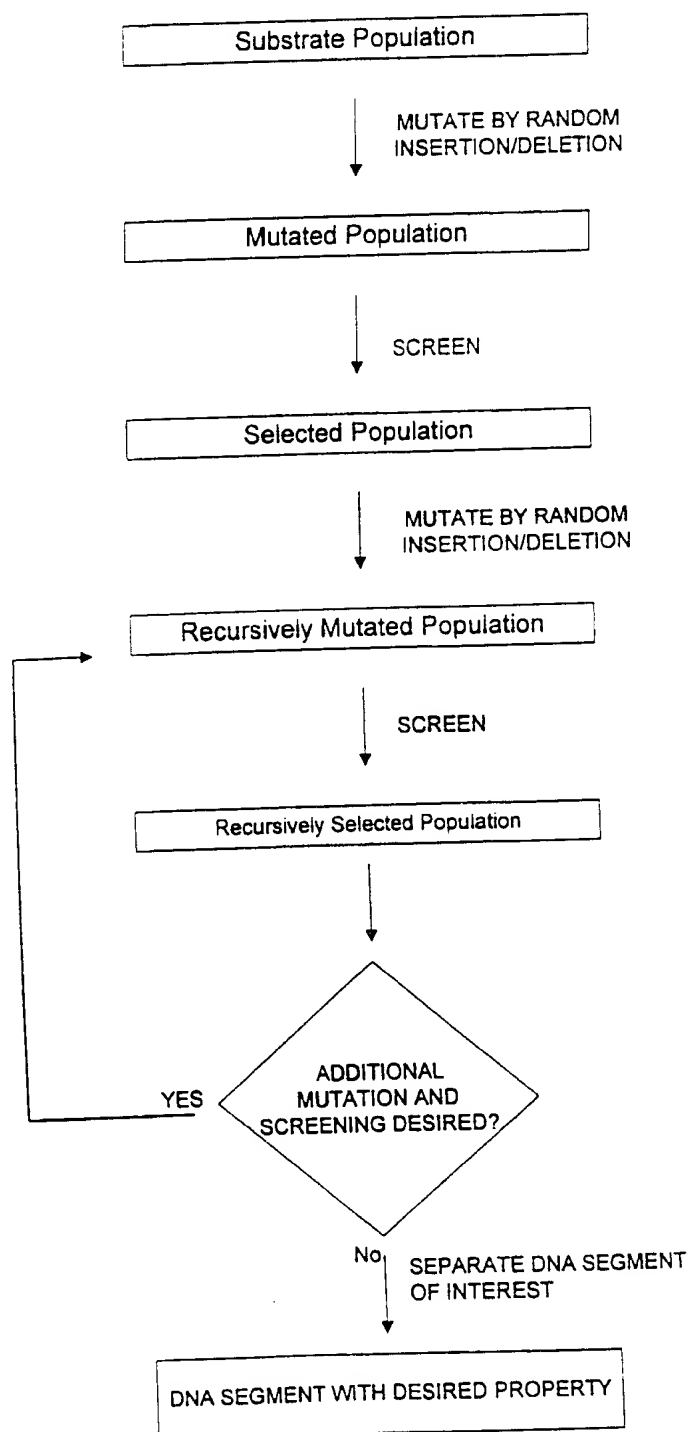 Substrate Population
MUTATE BY RANDOM
INSERTION/DELETION
Mutated Population
SCREEN
Selected Population
MUTATE BY RANDOM
INSERTION/DELETION
Recursively Mutated Population
SCREEN
Recursively Selected Population
ADDITIONAL
MUTATION AND
SCREENING DESIRED?
YES
No
SEPARATE DNA SEGMENT
OF INTEREST
DNA SEGMENT WITH DESIRED PROPERTY